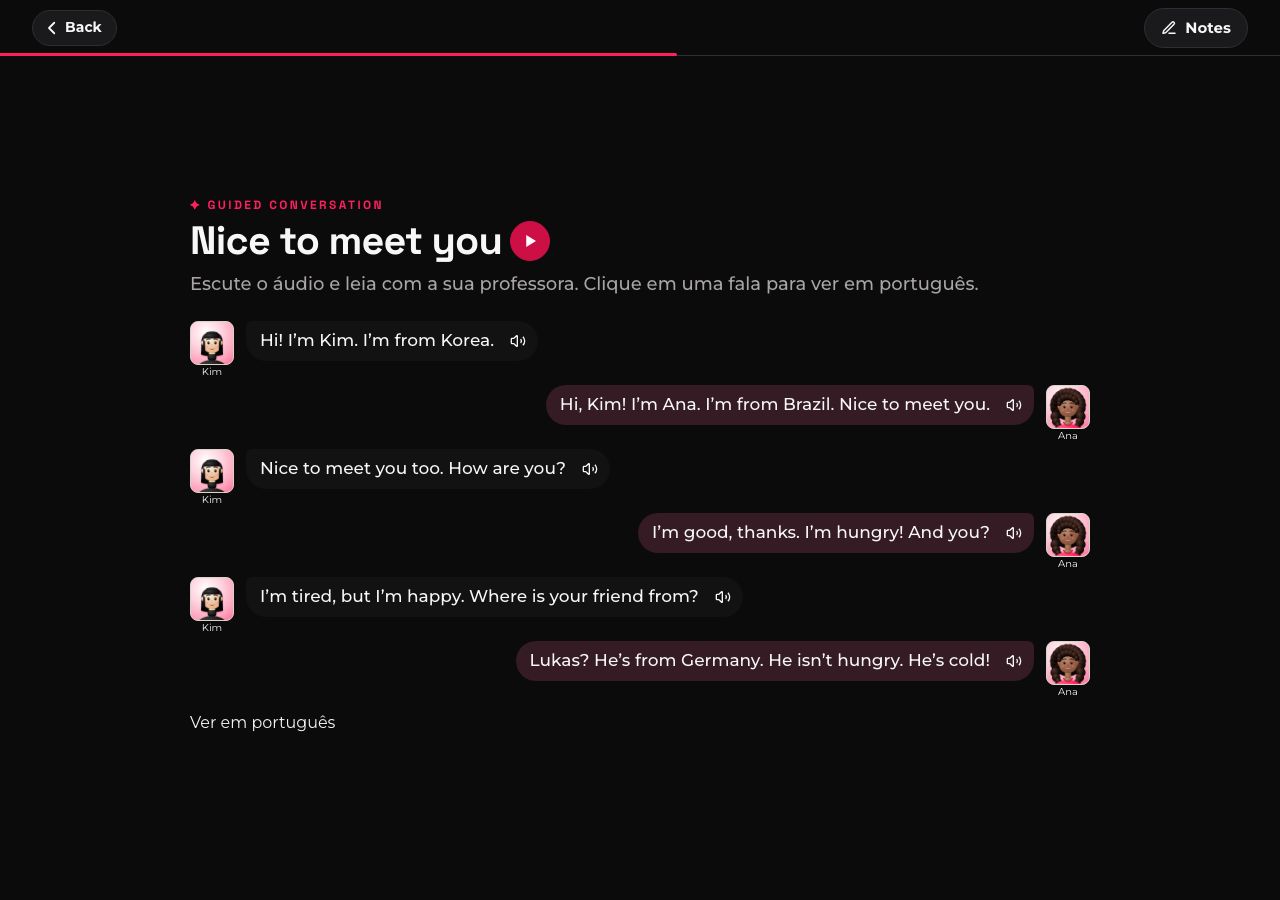 Back
Notes
GUIDED CONVERSATION
Nice to meet you
Escute o áudio e leia com a sua professora. Clique em uma fala para ver em português.
Hi! I’m Kim. I’m from Korea.
Kim
Hi, Kim! I’m Ana. I’m from Brazil. Nice to meet you.
Ana
Nice to meet you too. How are you?
Kim
I’m good, thanks. I’m hungry! And you?
Ana
I’m tired, but I’m happy. Where is your friend from?
Kim
Lukas? He’s from Germany. He isn’t hungry. He’s cold!
Ana
Ver em português